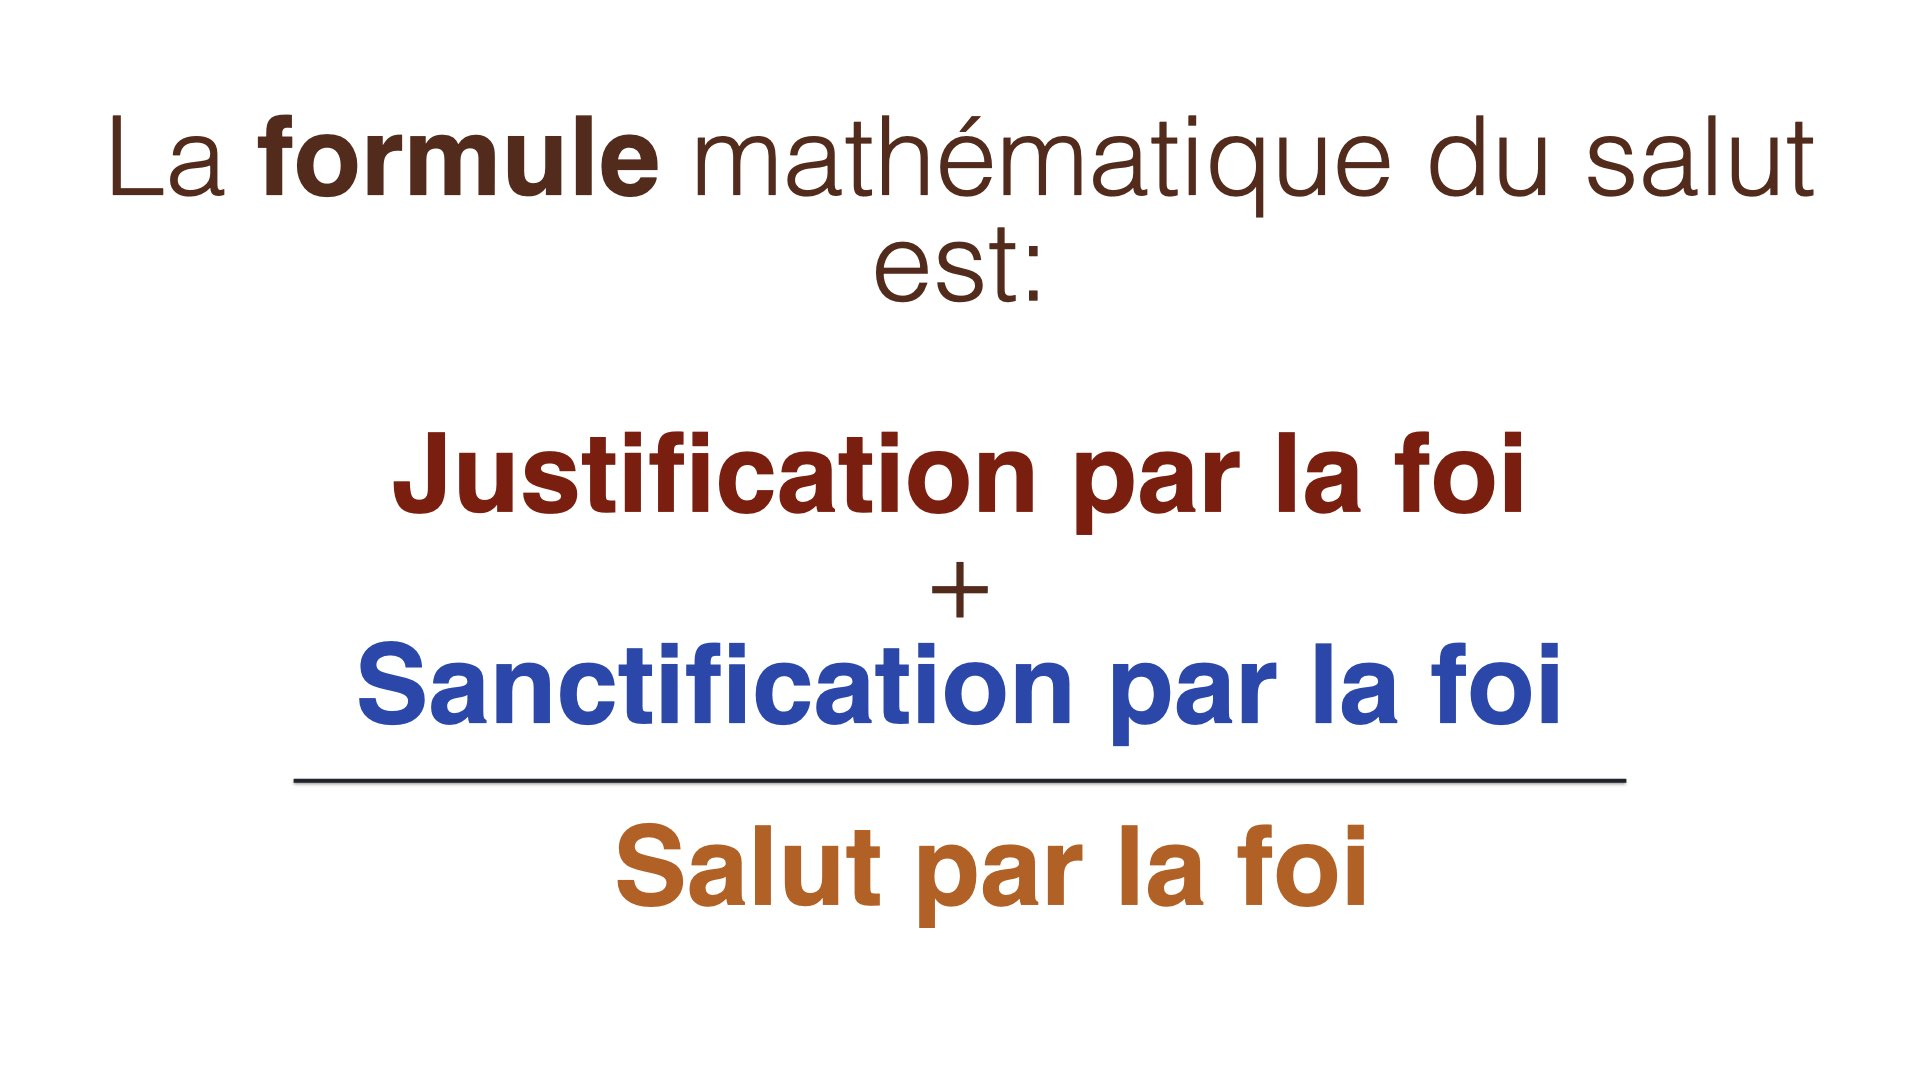 La formule mathématique du salut
est:
Justification par la foi
+
Sanctification par la foi
Salut par la foi